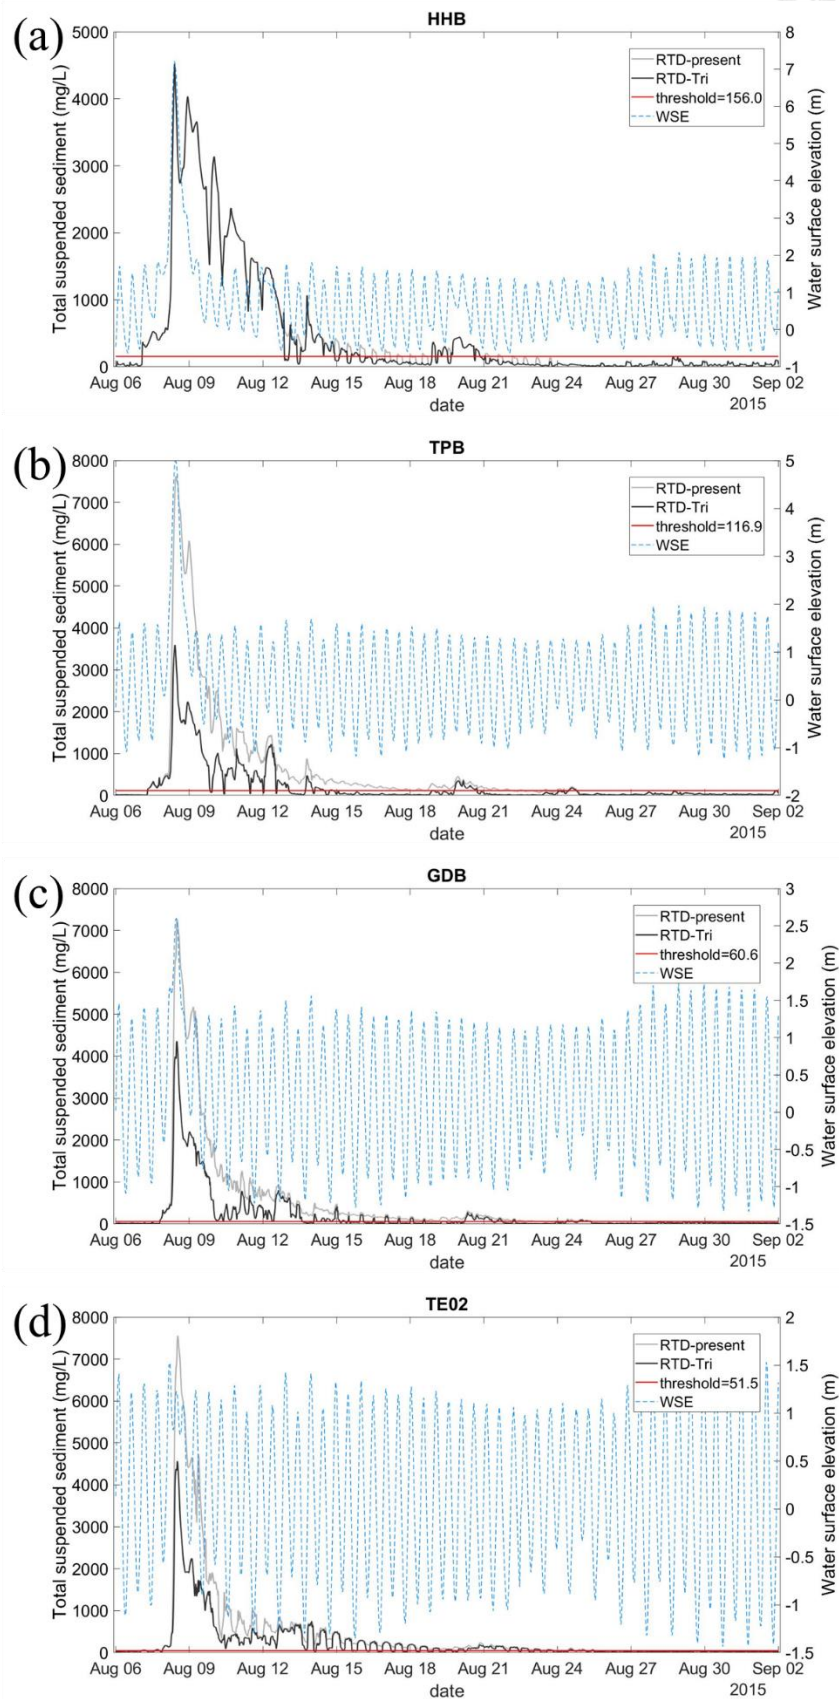 (a)
HHB
Total suspended sediment (mg/L)
5000
4000
3000
2000
1000
0
RTD-present
RTD-Tri
threshold=156.0
WSE
8
7
6
5
4
3
2
1
0
-1
Water surface elevation (m)
Aug 06 Aug 09 Aug 12 Aug 15 Aug 18 Aug 21 Aug 24 Aug 27 Aug 30 Sep 02
date
2015
(b)
TPB
Total suspended sediment (mg/L)
8000
7000
6000
5000
4000
3000
2000
1000
0
RTD-present
RTD-Tri
threshold=116.9
WSE
5
4
3
2
1
0
-1
-2
Water surface elevation (m)
Aug 06 Aug 09 Aug 12 Aug 15 Aug 18 Aug 21 Aug 24 Aug 27 Aug 30 Sep 02
date
2015
(c)
GDB
Total suspended sediment (mg/L)
8000
7000
6000
5000
4000
3000
2000
1000
0
RTD-present
RTD-Tri
threshold=60.6
WSE
3
2.5
2
1.5
1
0.5
0
-0.5
-1
-1.5
Water surface elevation (m)
Aug 06 Aug 09 Aug 12 Aug 15 Aug 18 Aug 21 Aug 24 Aug 27 Aug 30 Sep 02
date
2015
(d)
TE02
Total suspended sediment (mg/L)
8000
7000
6000
5000
4000
3000
2000
1000
0
RTD-present
RTD-Tri
threshold=51.5
WSE
2
1.5
1
0.5
0
-0.5
-1
-1.5
Water surface elevation (m)
Aug 06 Aug 09 Aug 12 Aug 15 Aug 18 Aug 21 Aug 24 Aug 27 Aug 30 Sep 02
date
2015